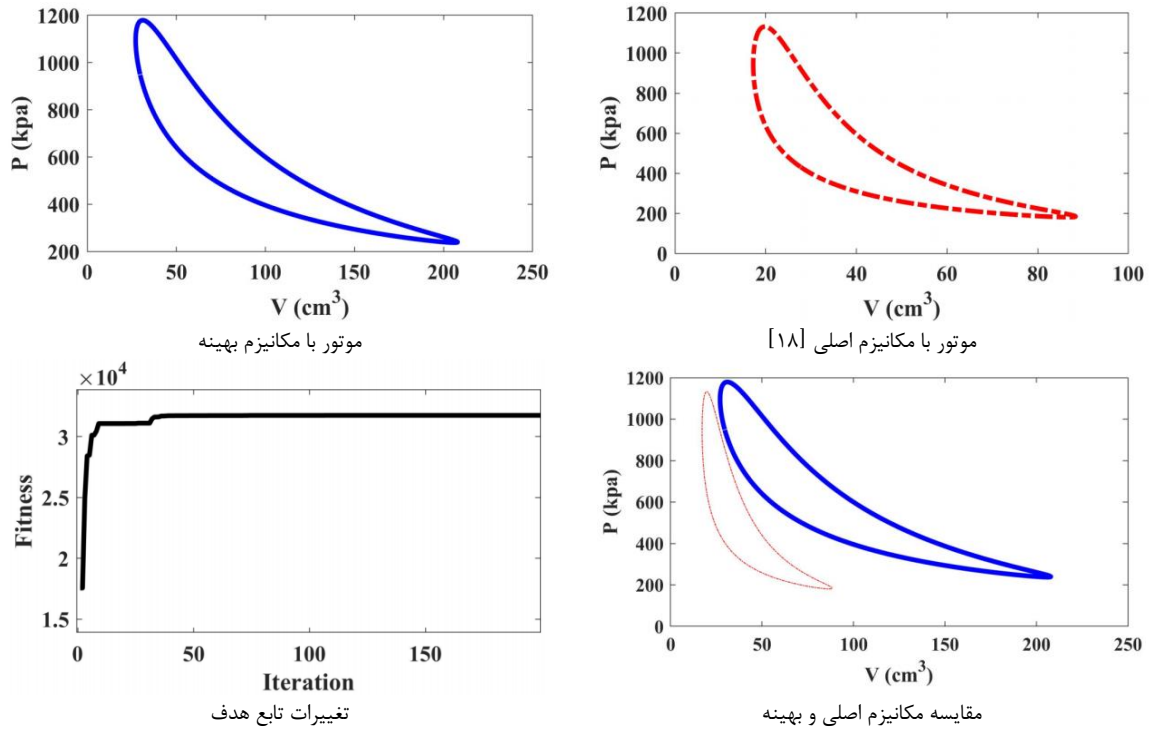 1200
1000
800
600
400
200
P (kpa)
0 50 100 150 200 250
V (cm³)
موتور با مکانیزم بهینه
1200
1000
800
600
400
200
0
P (kpa)
0 20 40 60 80 100
V (cm³)
موتور با مکانیزم اصلی [۱۸]
×10⁴
3
2.5
2
1.5
Fitness
0 50 100 150
Iteration
تغییرات تابع هدف
1200
1000
800
600
400
200
0
P (kpa)
0 50 100 150 200 250
V (cm³)
مقایسه مکانیزم اصلی و بهینه